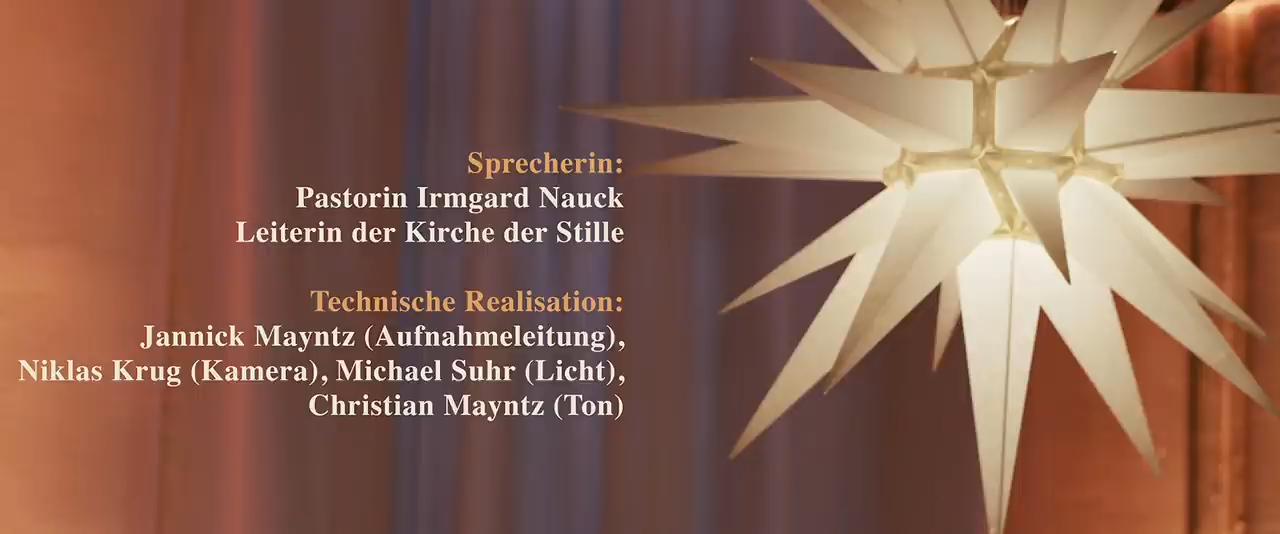 Sprecherin:
Pastorin Irmgard Nauck
Leiterin der Kirche der Stille
Technische Realisation:
Jannick Mayntz (Aufnahmeleitung),
Niklas Krug (Kamera), Michael Suhr (Licht),
Christian Mayntz (Ton)